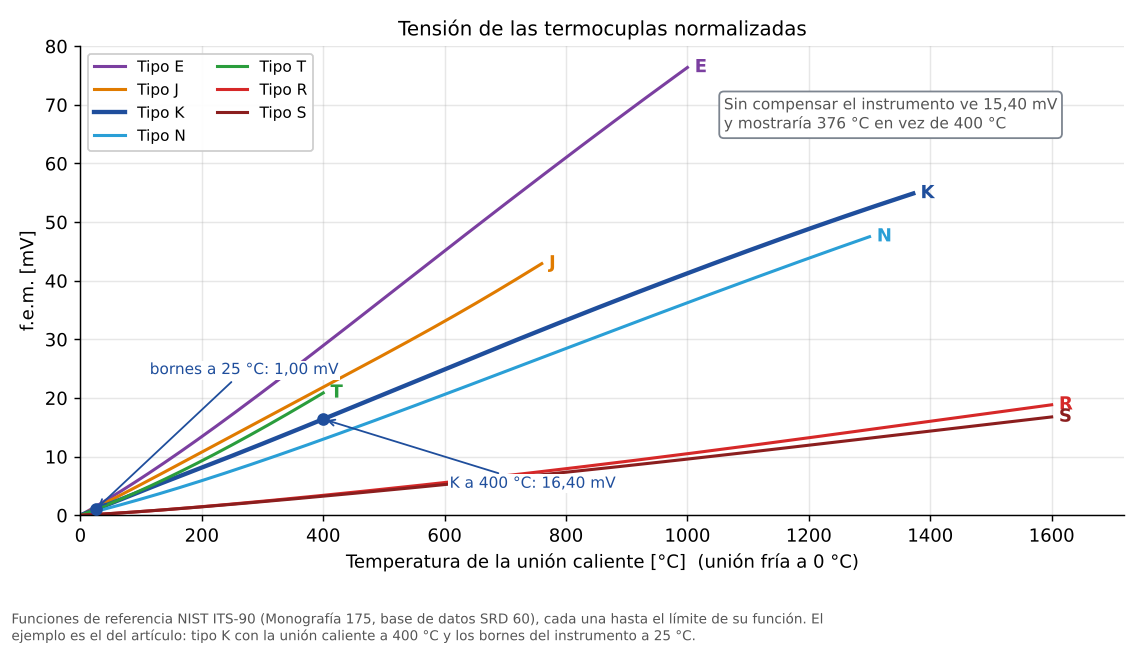 Tensión de las termocuplas normalizadas
80
70
60
50
40
30
20
10
0
f.e.m. [mV]
Tipo E
Tipo J
Tipo K
Tipo N
Tipo T
Tipo R
Tipo S
E
Sin compensar el instrumento ve 15,40 mV
y mostraría 376 °C en vez de 400 °C
K
N
J
bornes a 25 °C: 1,00 mV
T
R
S
K a 400 °C: 16,40 mV
0
200
400
600
800
1000
1200
1400
1600
Temperatura de la unión caliente [°C]  (unión fría a 0 °C)
Funciones de referencia NIST ITS-90 (Monografía 175, base de datos SRD 60), cada una hasta el límite de su función. El
ejemplo es el del artículo: tipo K con la unión caliente a 400 °C y los bornes del instrumento a 25 °C.